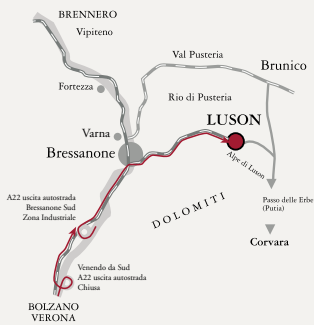 BRENNERO
Vipiteno
Val Pusteria
Brunico
Fortezza
Rio di Pusteria
LUSON
Varna
Bressanone
Alpe di Luson
A22 uscita autostrada
Bressanone Sud
Zona Industriale
DOLOMITI
Passo delle Erbe
(Putia)
Corvara
Venendo da Sud
A22 uscita autostrada
Chiusa
BOLZANO
VERONA